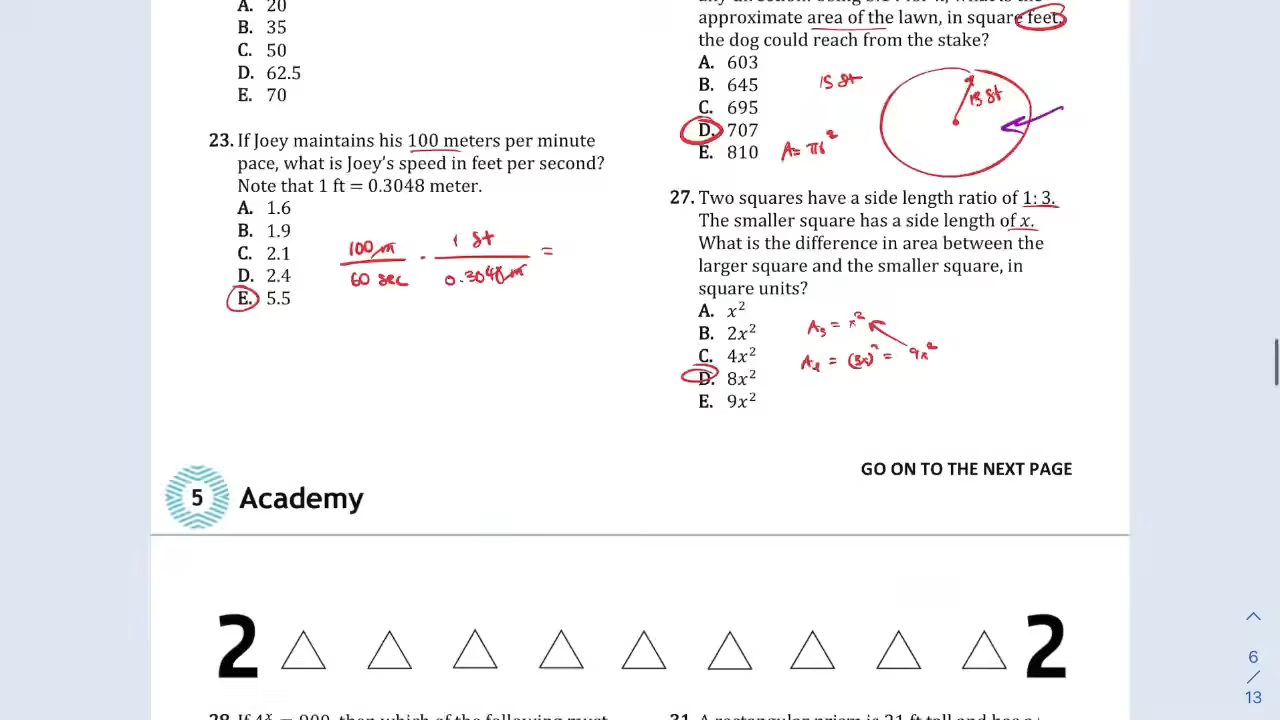 A. 20
B. 35
C. 50
D. 62.5
E. 70
23. If Joey maintains his 100 meters per minute
pace, what is Joey's speed in feet per second?
Note that 1 ft = 0.3048 meter.
A. 1.6
B. 1.9
C. 2.1
D. 2.4
E. 5.5
100 m / 60 sec · 1 ft / 0.3048 m =
approximate area of the lawn, in square feet,
the dog could reach from the stake?
A. 603
B. 645
C. 695
D. 707
E. 810
15 ft
15 ft
A = πr²
27. Two squares have a side length ratio of 1: 3.
The smaller square has a side length of x.
What is the difference in area between the
larger square and the smaller square, in
square units?
A. x²
B. 2x²
C. 4x²
D. 8x²
E. 9x²
A = x²
A = (3x)² = 9x²
GO ON TO THE NEXT PAGE
5 Academy
2 2
6
/
13